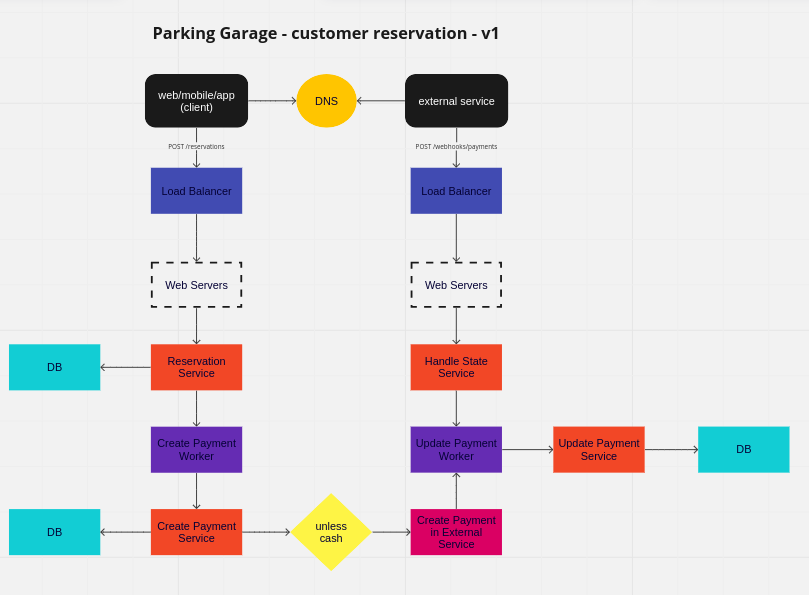 Parking Garage - customer reservation - v1
web/mobile/app
(client)
DNS
external service
POST /reservations
POST /webhooks/payments
Load Balancer
Load Balancer
Web Servers
Web Servers
DB
Reservation
Service
Handle State
Service
Create Payment
Worker
Update Payment
Worker
Update Payment
Service
DB
DB
Create Payment
Service
unless
cash
Create Payment
in External
Service